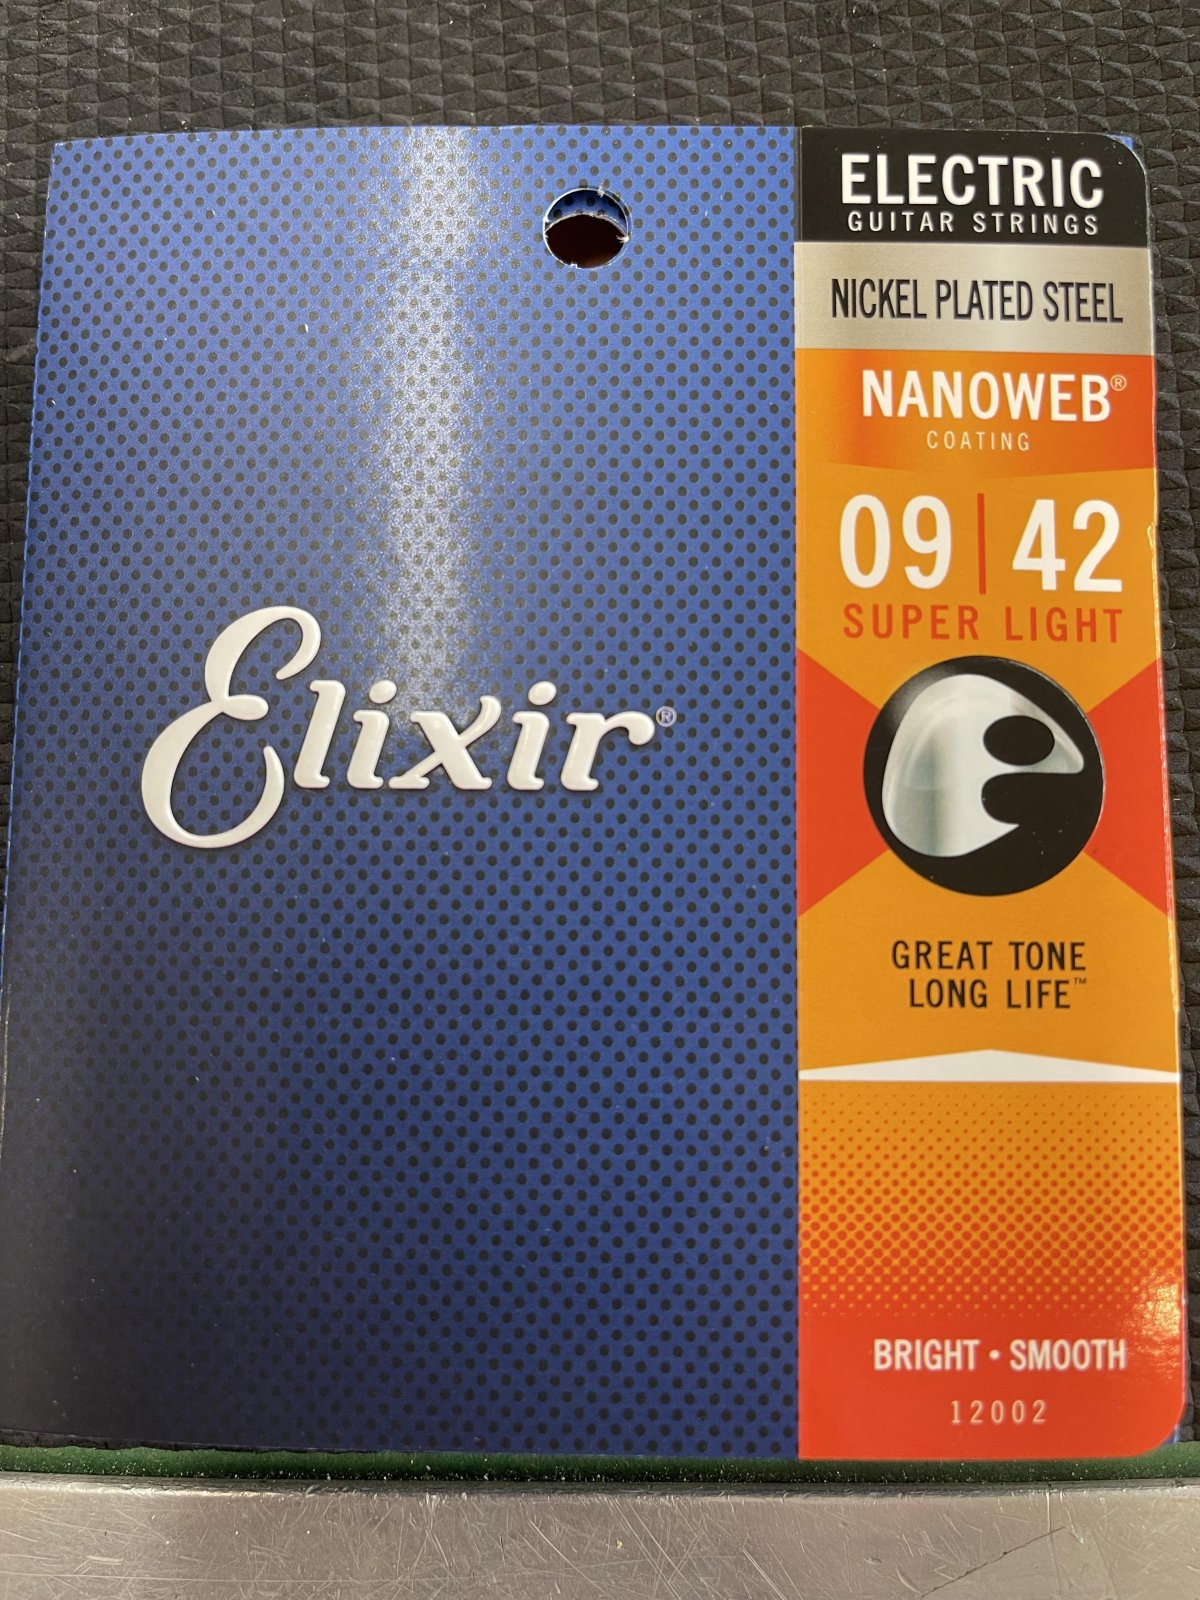 ELECTRIC
GUITAR STRINGS
NICKEL PLATED STEEL
NANOWEB®
COATING
09 | 42
SUPER LIGHT
Elixir®
GREAT TONE
LONG LIFE™
BRIGHT • SMOOTH
12002